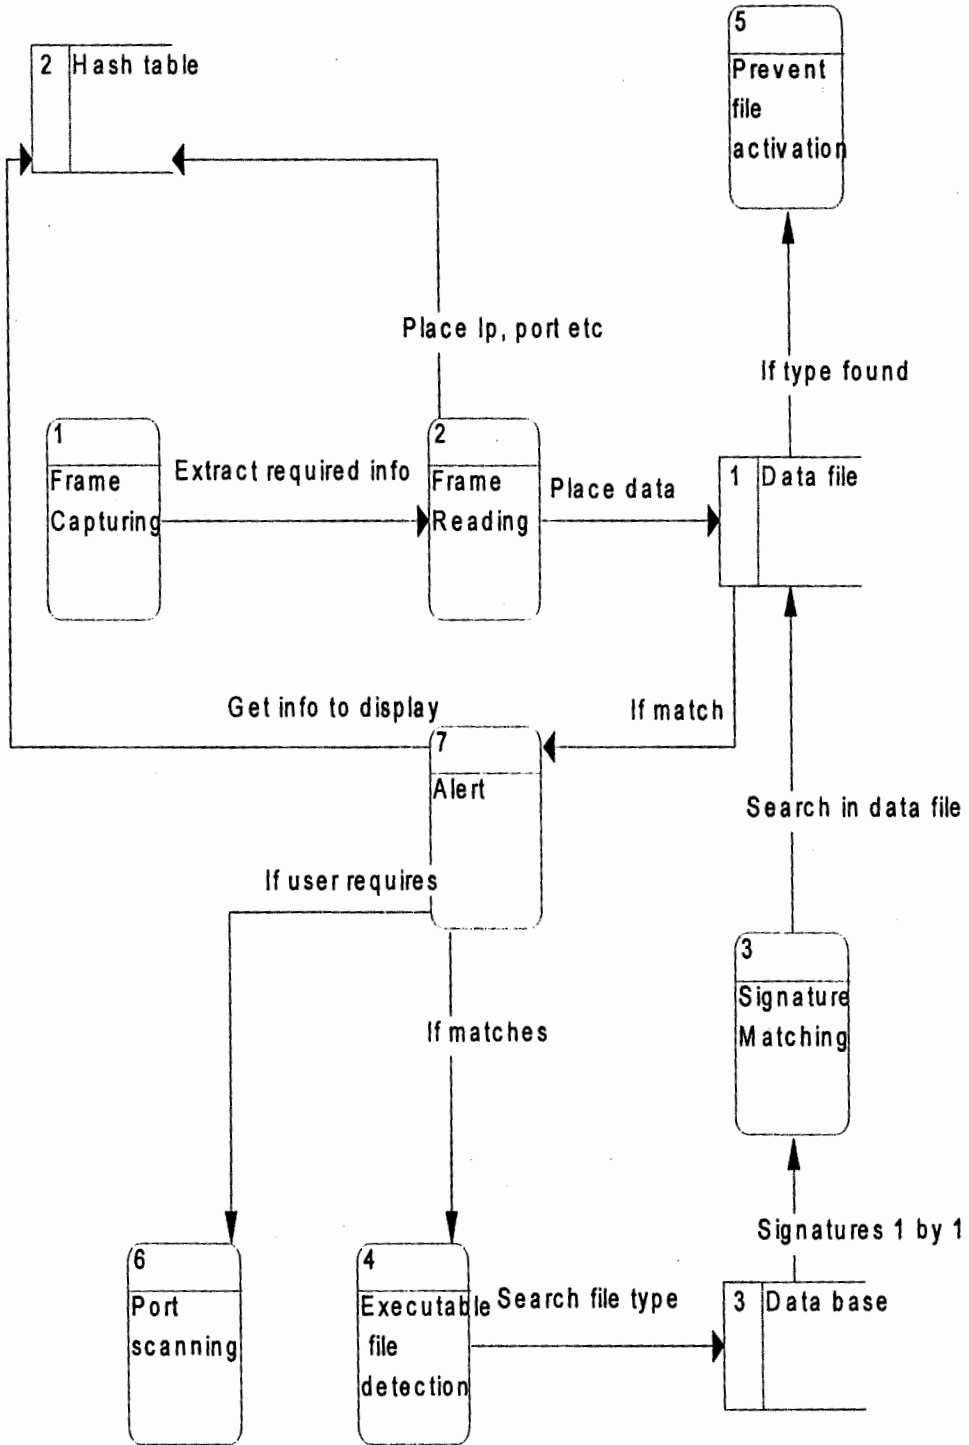 5
Prevent
file
activation
2 Hash table
Place Ip, port etc
If type found
1
Frame
Capturing
Extract required info
2
Frame
Reading
Place data
1 Data file
Get info to display
If match
7
Alert
Search in data file
If user requires
3
Signature
Matching
If matches
Signatures 1 by 1
6
Port
scanning
4
Executable
file
detection
Search file type
3 Data base